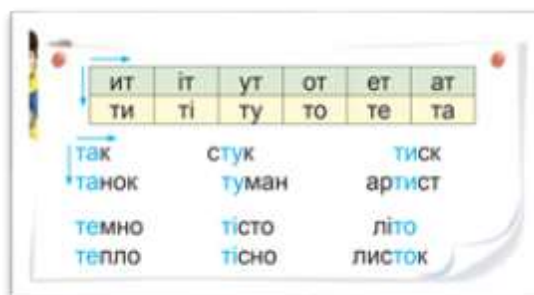 ит іт ут от ет ат
ти ті ту то те та
так стук тиск
танок туман артист
темно тісто літо
тепло тісно листок